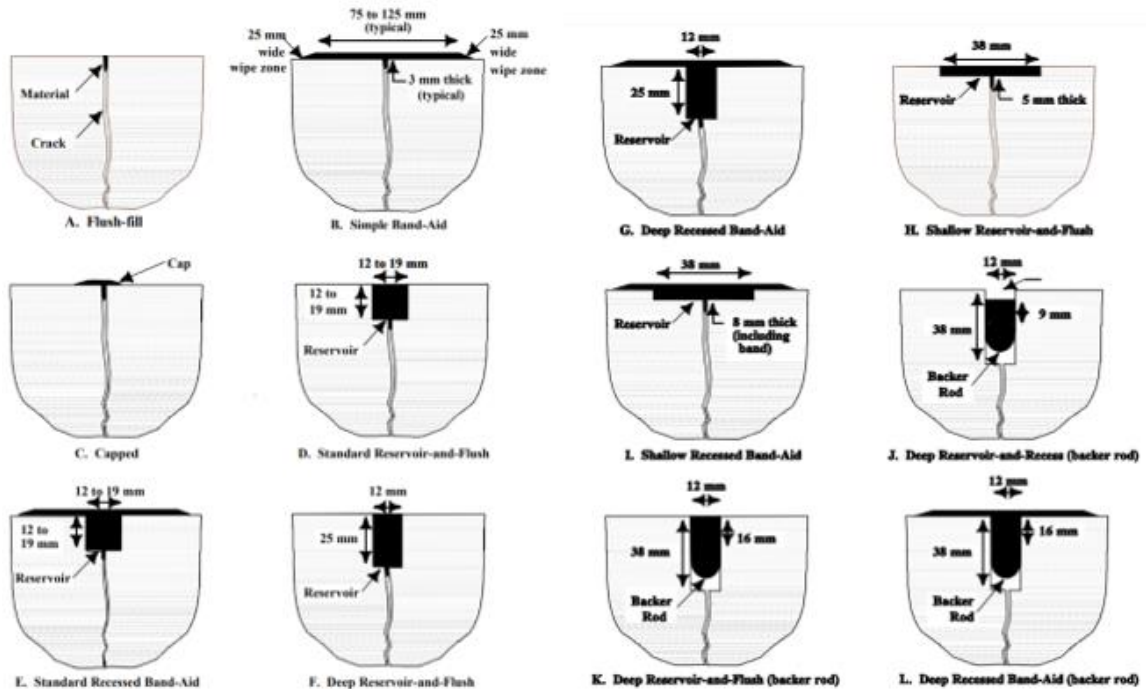 Material
Crack
A. Flush-fill
75 to 125 mm
(typical)
25 mm
wide
wipe zone
25 mm
wide
wipe zone
3 mm thick
(typical)
B. Simple Band-Aid
12 mm
25 mm
Reservoir
G. Deep Recessed Band-Aid
38 mm
Reservoir
5 mm thick
H. Shallow Reservoir-and-Flush
Cap
C. Capped
12 to 19 mm
12 to
19 mm
Reservoir
D. Standard Reservoir-and-Flush
38 mm
Reservoir
8 mm thick
(including
band)
I. Shallow Recessed Band-Aid
12 mm
38 mm
9 mm
Backer
Rod
J. Deep Reservoir-and-Recess (backer rod)
12 to 19 mm
12 to
19 mm
Reservoir
E. Standard Recessed Band-Aid
12 mm
25 mm
Reservoir
F. Deep Reservoir-and-Flush
12 mm
38 mm
16 mm
Backer
Rod
K. Deep Reservoir-and-Flush (backer rod)
12 mm
38 mm
16 mm
Backer
Rod
L. Deep Recessed Band-Aid (backer rod)